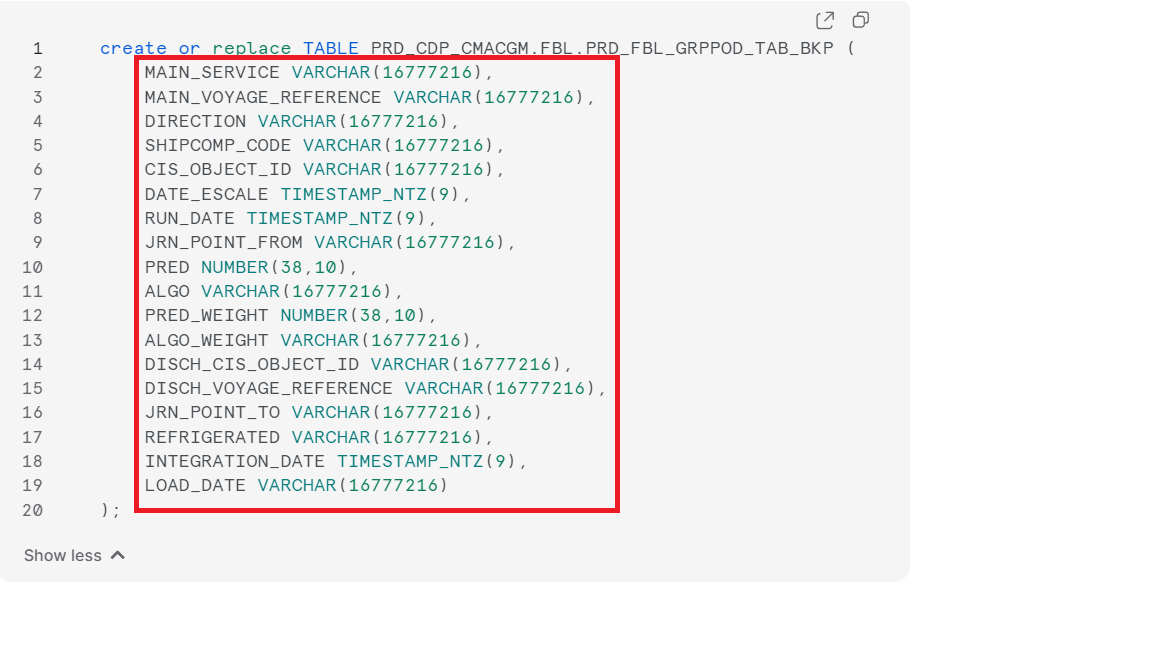 1 create or replace TABLE PRD_CDP_CMACGM.FBL.PRD_FBL_GRPPOD_TAB_BKP (
2 MAIN_SERVICE VARCHAR(16777216),
3 MAIN_VOYAGE_REFERENCE VARCHAR(16777216),
4 DIRECTION VARCHAR(16777216),
5 SHIPCOMP_CODE VARCHAR(16777216),
6 CIS_OBJECT_ID VARCHAR(16777216),
7 DATE_ESCALE TIMESTAMP_NTZ(9),
8 RUN_DATE TIMESTAMP_NTZ(9),
9 JRN_POINT_FROM VARCHAR(16777216),
10 PRED NUMBER(38,10),
11 ALGO VARCHAR(16777216),
12 PRED_WEIGHT NUMBER(38,10),
13 ALGO_WEIGHT VARCHAR(16777216),
14 DISCH_CIS_OBJECT_ID VARCHAR(16777216),
15 DISCH_VOYAGE_REFERENCE VARCHAR(16777216),
16 JRN_POINT_TO VARCHAR(16777216),
17 REFRIGERATED VARCHAR(16777216),
18 INTEGRATION_DATE TIMESTAMP_NTZ(9),
19 LOAD_DATE VARCHAR(16777216)
20 );
Show less